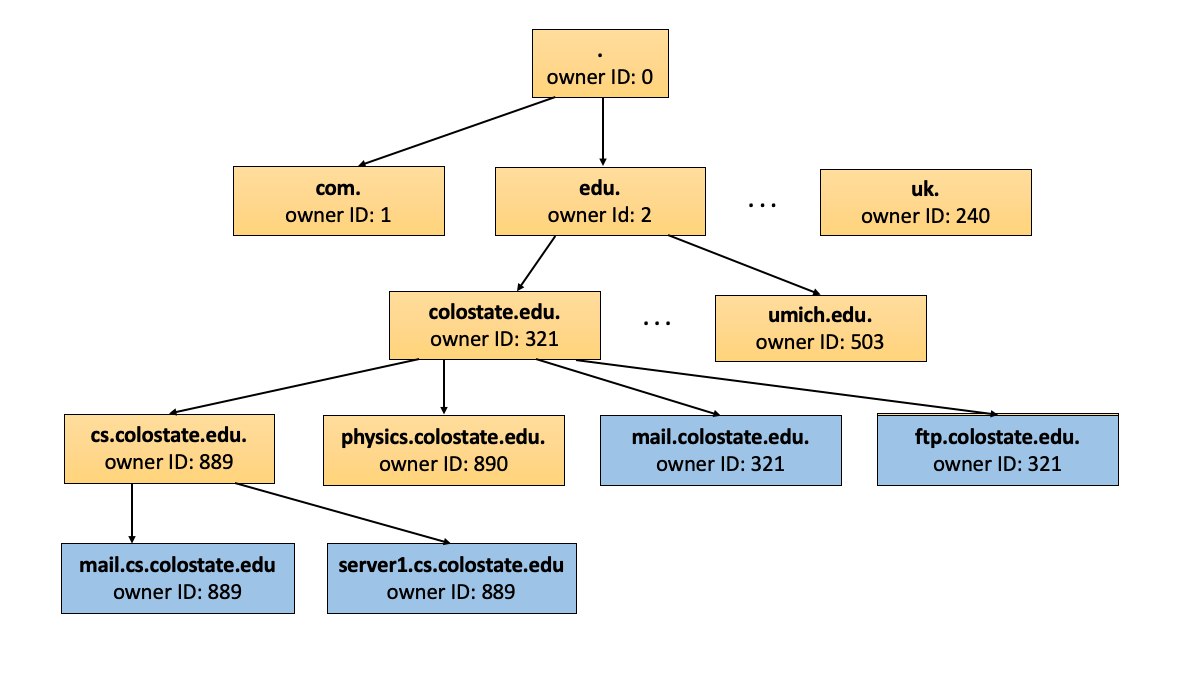 .
owner ID: 0
com.
owner ID: 1
edu.
owner Id: 2
...
uk.
owner ID: 240
colostate.edu.
owner ID: 321
...
umich.edu.
owner ID: 503
cs.colostate.edu.
owner ID: 889
physics.colostate.edu.
owner ID: 890
mail.colostate.edu.
owner ID: 321
ftp.colostate.edu.
owner ID: 321
mail.cs.colostate.edu
owner ID: 889
server1.cs.colostate.edu
owner ID: 889